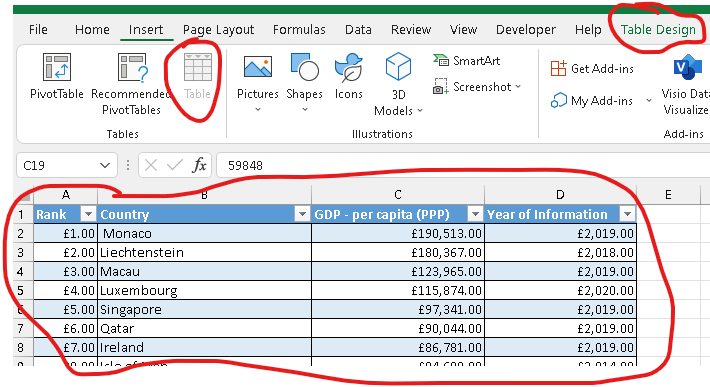 File Home Insert Page Layout Formulas Data Review View Developer Help Table Design
PivotTable Recommended PivotTables Table Pictures Shapes Icons 3D Models SmartArt Screenshot Get Add-ins My Add-ins Visio Data Visualize
Tables Illustrations Add-ins
C19 fx 59848
A B C D E
1 Rank Country GDP - per capita (PPP) Year of Information
2 £1.00 Monaco £190,513.00 £2,019.00
3 £2.00 Liechtenstein £180,367.00 £2,018.00
4 £3.00 Macau £123,965.00 £2,019.00
5 £4.00 Luxembourg £115,874.00 £2,020.00
6 £5.00 Singapore £97,341.00 £2,019.00
7 £6.00 Qatar £90,044.00 £2,019.00
8 £7.00 Ireland £86,781.00 £2,019.00